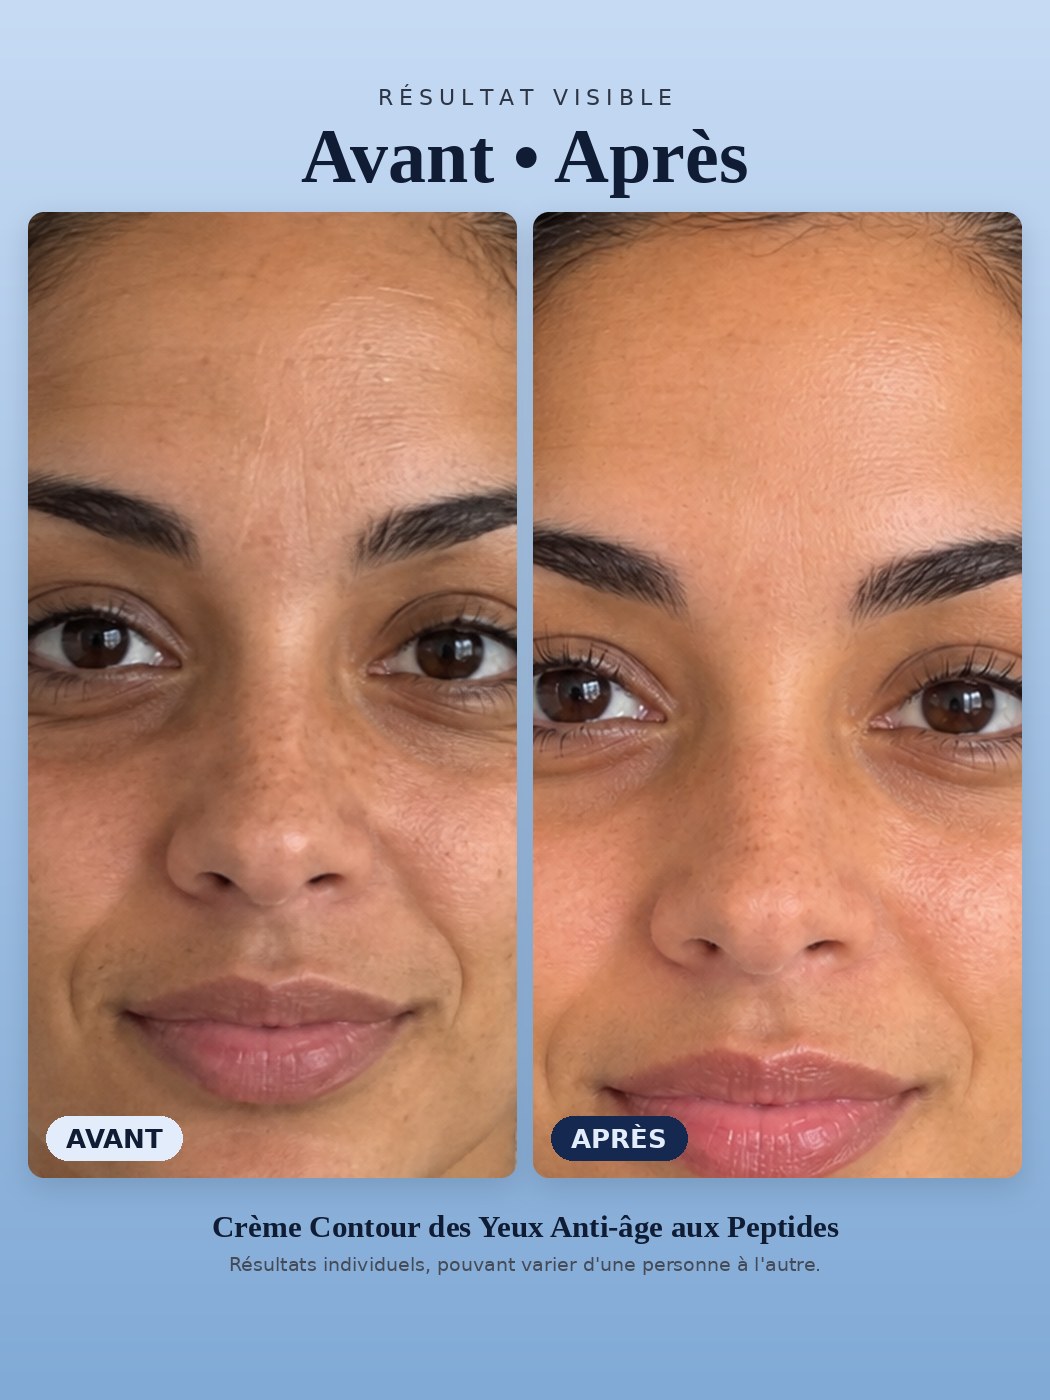 RÉSULTAT VISIBLE
Avant • Après
AVANT
APRÈS
Crème Contour des Yeux Anti-âge aux Peptides
Résultats individuels, pouvant varier d'une personne à l'autre.